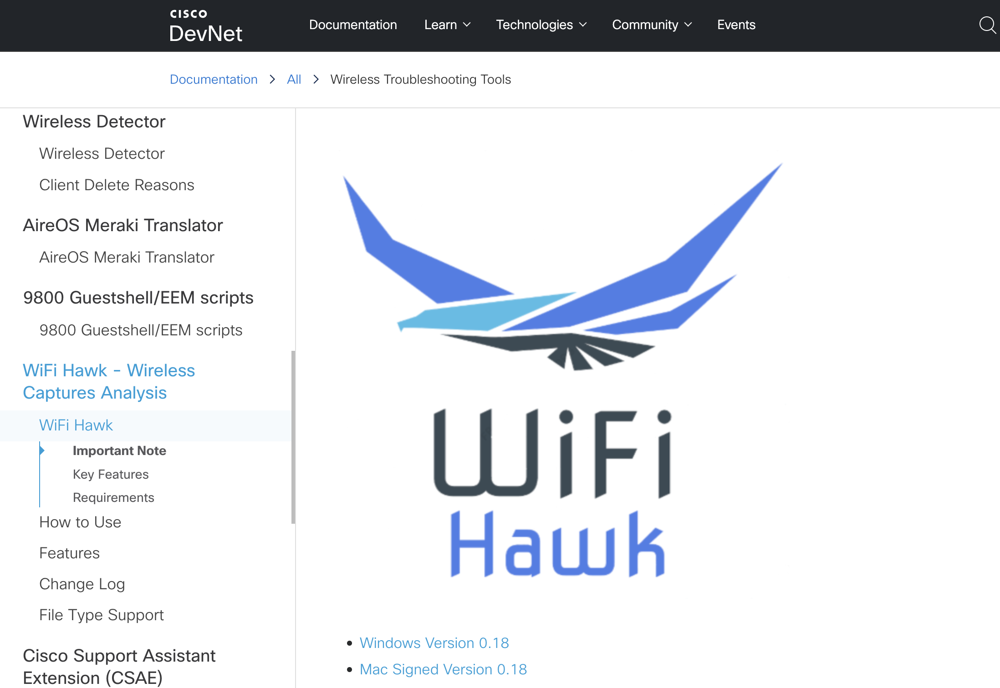 CISCO
DevNet
Documentation Learn Technologies Community Events
Documentation > All > Wireless Troubleshooting Tools
Wireless Detector
Wireless Detector
Client Delete Reasons
AireOS Meraki Translator
AireOS Meraki Translator
9800 Guestshell/EEM scripts
9800 Guestshell/EEM scripts
WiFi Hawk - Wireless
Captures Analysis
WiFi Hawk
Important Note
Key Features
Requirements
How to Use
Features
Change Log
File Type Support
Cisco Support Assistant
Extension (CSAE)
WiFi
Hawk
• Windows Version 0.18
• Mac Signed Version 0.18